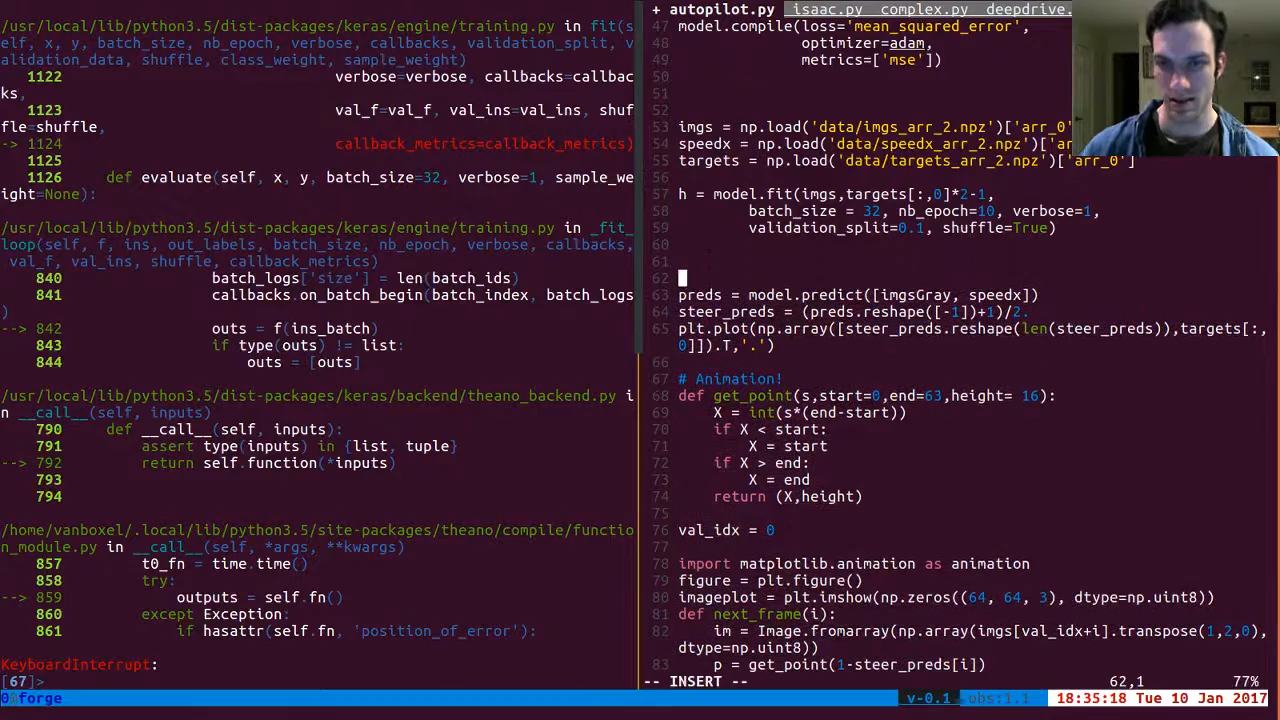 /usr/local/lib/python3.5/dist-packages/keras/engine/training.py in fit(s
elf, x, y, batch_size, nb_epoch, verbose, callbacks, validation_split, v
alidation_data, shuffle, class_weight, sample_weight)
1122 verbose=verbose, callbacks=callbac
ks,
1123 val_f=val_f, val_ins=val_ins, shuf
fle=shuffle,
-> 1124 callback_metrics=callback_metrics)
1125
1126 def evaluate(self, x, y, batch_size=32, verbose=1, sample_we
ight=None):
/usr/local/lib/python3.5/dist-packages/keras/engine/training.py in _fit_
loop(self, f, ins, out_labels, batch_size, nb_epoch, verbose, callbacks,
val_f, val_ins, shuffle, callback_metrics)
840 batch_logs['size'] = len(batch_ids)
841 callbacks.on_batch_begin(batch_index, batch_logs
)
--> 842 outs = f(ins_batch)
843 if type(outs) != list:
844 outs = [outs]
/usr/local/lib/python3.5/dist-packages/keras/backend/theano_backend.py i
n __call__(self, inputs)
790 def __call__(self, inputs):
791 assert type(inputs) in {list, tuple}
--> 792 return self.function(*inputs)
793
794
/home/vanboxel/.local/lib/python3.5/site-packages/theano/compile/functio
n_module.py in __call__(self, *args, **kwargs)
857 t0_fn = time.time()
858 try:
--> 859 outputs = self.fn()
860 except Exception:
861 if hasattr(self.fn, 'position_of_error'):
KeyboardInterrupt:
[67]>
+ autopilot.py isaac.py complex.py deepdrive.
47 model.compile(loss='mean_squared_error',
48 optimizer=adam,
49 metrics=['mse'])
50
51
52
53 imgs = np.load('data/imgs_arr_2.npz')['arr_0'
54 speedx = np.load('data/speedx_arr_2.npz')['ar
55 targets = np.load('data/targets_arr_2.npz')['arr_0']
56
57 h = model.fit(imgs,targets[:,0]*2-1,
58 batch_size = 32, nb_epoch=10, verbose=1,
59 validation_split=0.1, shuffle=True)
60
61
62
63 preds = model.predict([imgsGray, speedx])
64 steer_preds = (preds.reshape([-1])+1)/2.
65 plt.plot(np.array([steer_preds.reshape(len(steer_preds)),targets[:,
0]]).T,'.')
66
67 # Animation!
68 def get_point(s,start=0,end=63,height= 16):
69 X = int(s*(end-start))
70 if X < start:
71 X = start
72 if X > end:
73 X = end
74 return (X,height)
75
76 val_idx = 0
77
78 import matplotlib.animation as animation
79 figure = plt.figure()
80 imageplot = plt.imshow(np.zeros((64, 64, 3), dtype=np.uint8))
81 def next_frame(i):
82 im = Image.fromarray(np.array(imgs[val_idx+i].transpose(1,2,0),
dtype=np.uint8))
83 p = get_point(1-steer_preds[i])
-- INSERT -- 62,1 77%
forge v-0.1 obs:1.1 18:35:18 Tue 10 Jan 2017